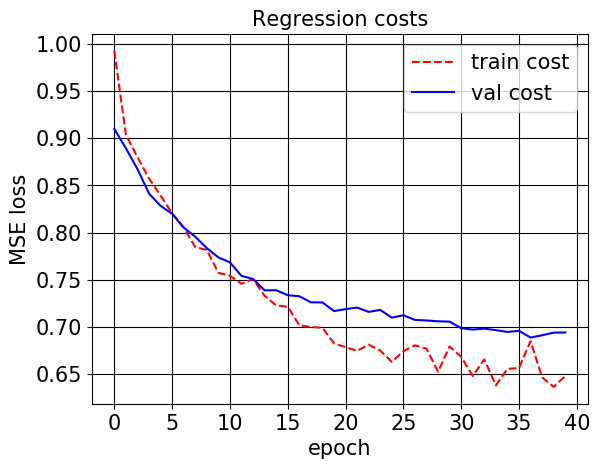 Regression costs
train cost
val cost
MSE loss
1.00
0.95
0.90
0.85
0.80
0.75
0.70
0.65
0 5 10 15 20 25 30 35 40
epoch